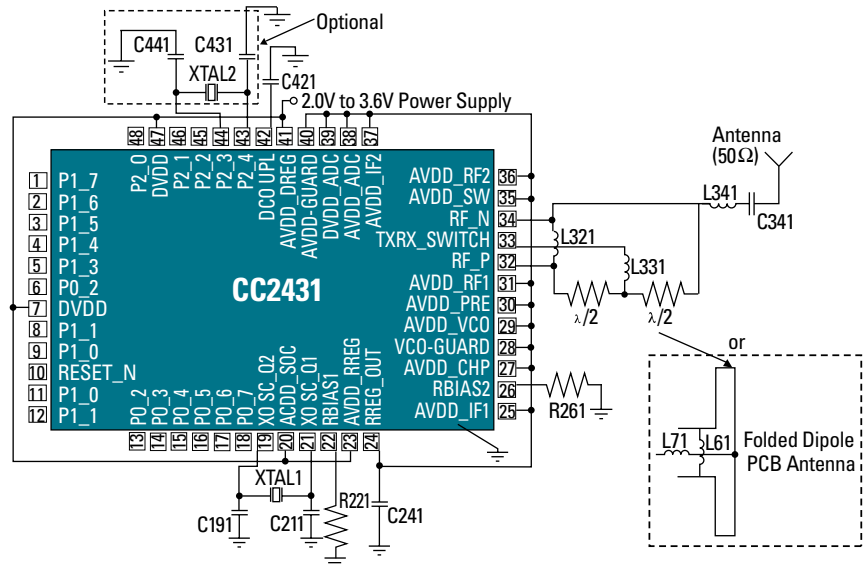 Optional
C441
C431
XTAL2
C421
2.0V to 3.6V Power Supply
48
47
46
45
44
43
42
41
40
39
38
37
P2_0
DVDD
P2_1
P2_2
P2_3
P2_4
DCO UPL
AVDD_DREG
AVDD-GUARD
DVDD_ADC
AVDD_ADC
AVDD_IF2
1 P1_7
2 P1_6
3 P1_5
4 P1_4
5 P1_3
6 P0_2
7 DVDD
8 P1_1
9 P1_0
10 RESET_N
11 P1_0
12 P1_1
CC2431
AVDD_RF2 36
AVDD_SW 35
RF_N 34
TXRX_SWITCH 33
RF_P 32
AVDD_RF1 31
AVDD_PRE 30
AVDD_VCO 29
VCO-GUARD 28
AVDD_CHP 27
RBIAS2 26
AVDD_IF1 25
P0_2
P0_3
P0_4
P0_5
P0_6
P0_7
XO SC_Q2
ACDD_SOC
XO SC_Q1
RBIAS1
AVDD_RREG
RREG_OUT
13
14
15
16
17
18
19
20
21
22
23
24
XTAL1
C191
C211
R221
C241
R261
Antenna
(50Ω)
L341
C341
L321
L331
λ/2
λ/2
or
L71
L61
Folded Dipole
PCB Antenna